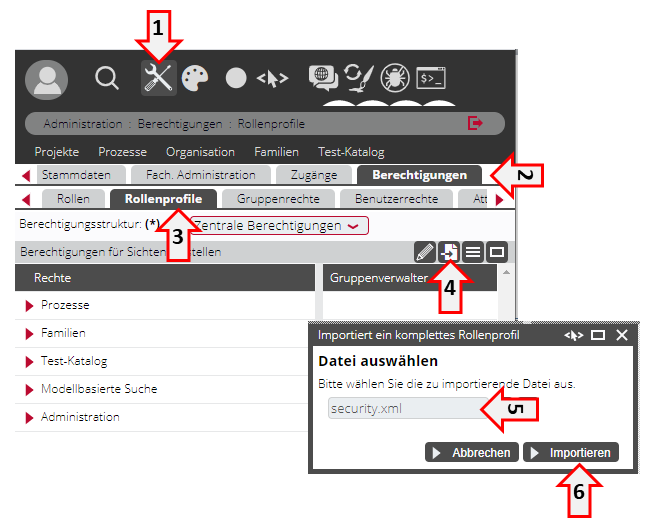 1
$>_
Administration : Berechtigungen : Rollenprofile
Projekte Prozesse Organisation Familien Test-Katalog
Stammdaten Fach. Administration Zugänge Berechtigungen 2
Rollen Rollenprofile Gruppenrechte Benutzerrechte Att
3
Berechtigungsstruktur: (*) Zentrale Berechtigungen
Berechtigungen für Sichten
4
Rechte Gruppenverwalter
Prozesse
Familien
Test-Katalog
Modellbasierte Suche
Administration
Importiert ein komplettes Rollenprofil
Datei auswählen
Bitte wählen Sie die zu importierende Datei aus.
security.xml 5
Abbrechen Importieren
6